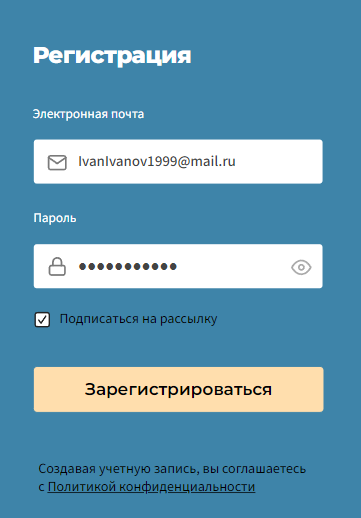 Регистрация
Электронная почта
IvanIvanov1999@mail.ru
Пароль
●●●●●●●●●●●
Подписаться на рассылку
Зарегистрироваться
Создавая учетную запись, вы соглашаетесь
с Политикой конфиденциальности